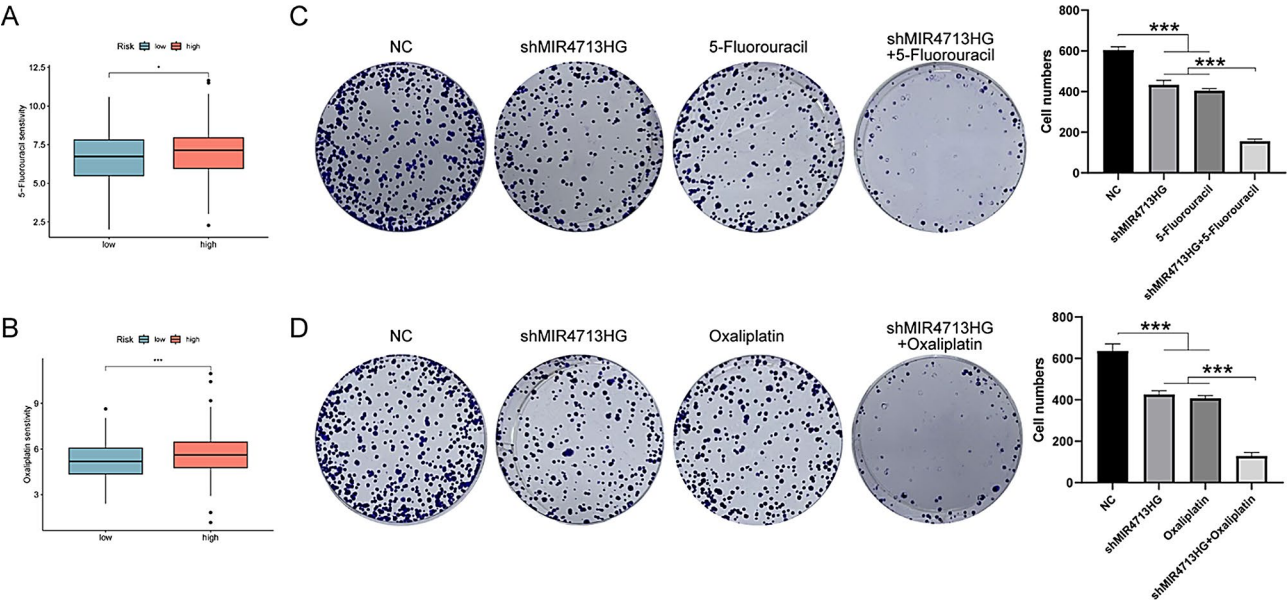 A
Risk low high
12.5
10.0
7.5
5.0
2.5
5-Fluorouracil senstivity
*
low high
B
Risk low high
9
6
3
Oxaliplatin senstivity
***
low high
C
NC
shMIR4713HG
5-Fluorouracil
shMIR4713HG
+5-Fluorouracil
800
600
400
200
0
Cell numbers
***
***
NC
shMIR4713HG
5-Fluorouracil
shMIR4713HG+5-Fluorouracil
D
NC
shMIR4713HG
Oxaliplatin
shMIR4713HG
+Oxaliplatin
800
600
400
200
0
Cell numbers
***
***
NC
shMIR4713HG
Oxaliplatin
shMIR4713HG+Oxaliplatin